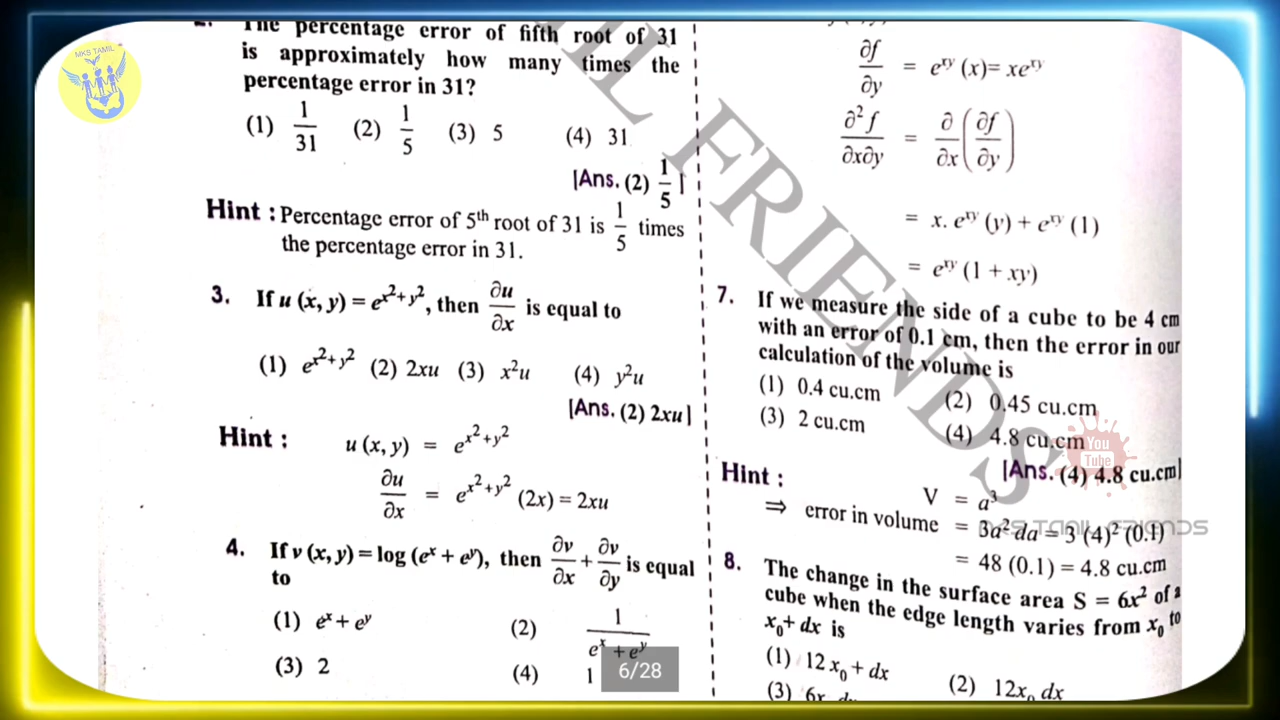 MKS TAMIL
The percentage error of fifth root of 31
is approximately how many times the
percentage error in 31?
(1) 1/31 (2) 1/5 (3) 5 (4) 31
[Ans. (2) 1/5]
Hint : Percentage error of 5th root of 31 is 1/5 times
the percentage error in 31.
3. If u (x, y) = e^(x²+y²), then ∂u/∂x is equal to
(1) e^(x²+y²) (2) 2xu (3) x²u (4) y²u
[Ans. (2) 2xu]
Hint : u (x, y) = e^(x²+y²)
∂u/∂x = e^(x²+y²) (2x) = 2xu
4. If v (x, y) = log (e^x + e^y), then ∂v/∂x + ∂v/∂y is equal
to
(1) e^x + e^y (2) 1/(e^x + e^y)
(3) 2 (4) 1
6/28
∂f/∂y = e^xy (x) = xe^xy
∂²f/∂x∂y = ∂/∂x (∂f/∂y)
= x. e^xy (y) + e^xy (1)
= e^xy (1 + xy)
7. If we measure the side of a cube to be 4 cm
with an error of 0.1 cm, then the error in our
calculation of the volume is
(1) 0.4 cu.cm (2) 0.45 cu.cm
(3) 2 cu.cm (4) 4.8 cu.cm
[Ans. (4) 4.8 cu.cm]
Hint : V = a³
⇒ error in volume = 3a² da = 3 (4)² (0.1)
= 48 (0.1) = 4.8 cu.cm
8. The change in the surface area S = 6x² of a
cube when the edge length varies from x₀ to
x₀+ dx is
(1) 12 x₀ + dx (2) 12x₀ dx
(3)
FRIENDS
You
Tube